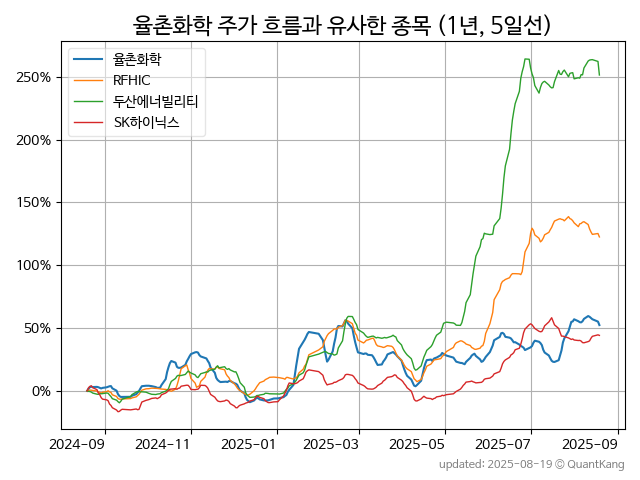 율촌화학 주가 흐름과 유사한 종목 (1년, 5일선)
율촌화학
RFHIC
두산에너빌리티
SK하이닉스
250%
200%
150%
100%
50%
0%
2024-09 2024-11 2025-01 2025-03 2025-05 2025-07 2025-09
updated: 2025-08-19 © QuantKang